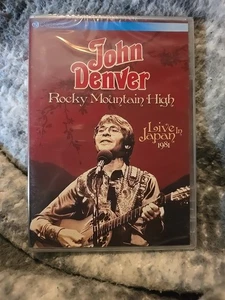 John
Denver
Rocky Mountain High
Live In
Japan
1981